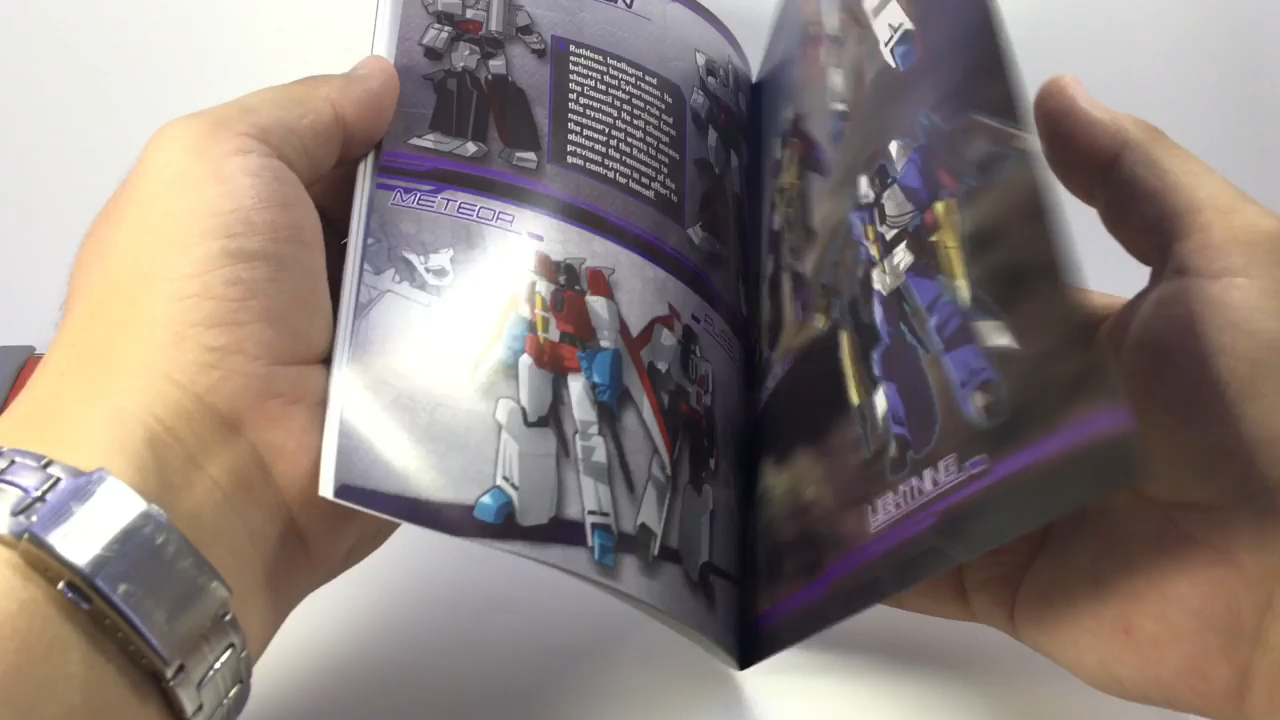 Ruthless, Intelligent and
ambitious beyond reason. He
believes that Sybernomica
should be under one rule and
the Council is an archaic form
of governing. He will change
this system through any means
necessary and wants to use
the power of the Rubicon to
obliterate the remnants of the
previous system in an effort to
gain control for himself.
METEOR
LIGHTNING